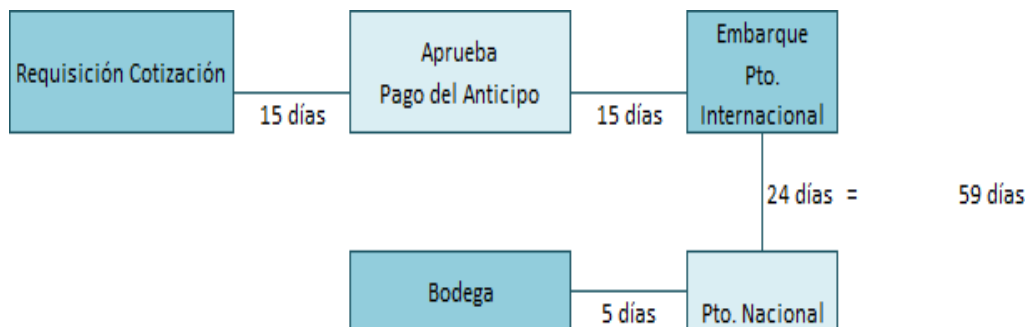 Requisición Cotización
15 días
Aprueba
Pago del Anticipo
15 días
Embarque
Pto.
Internacional
24 días = 59 días
Pto. Nacional
5 días
Bodega